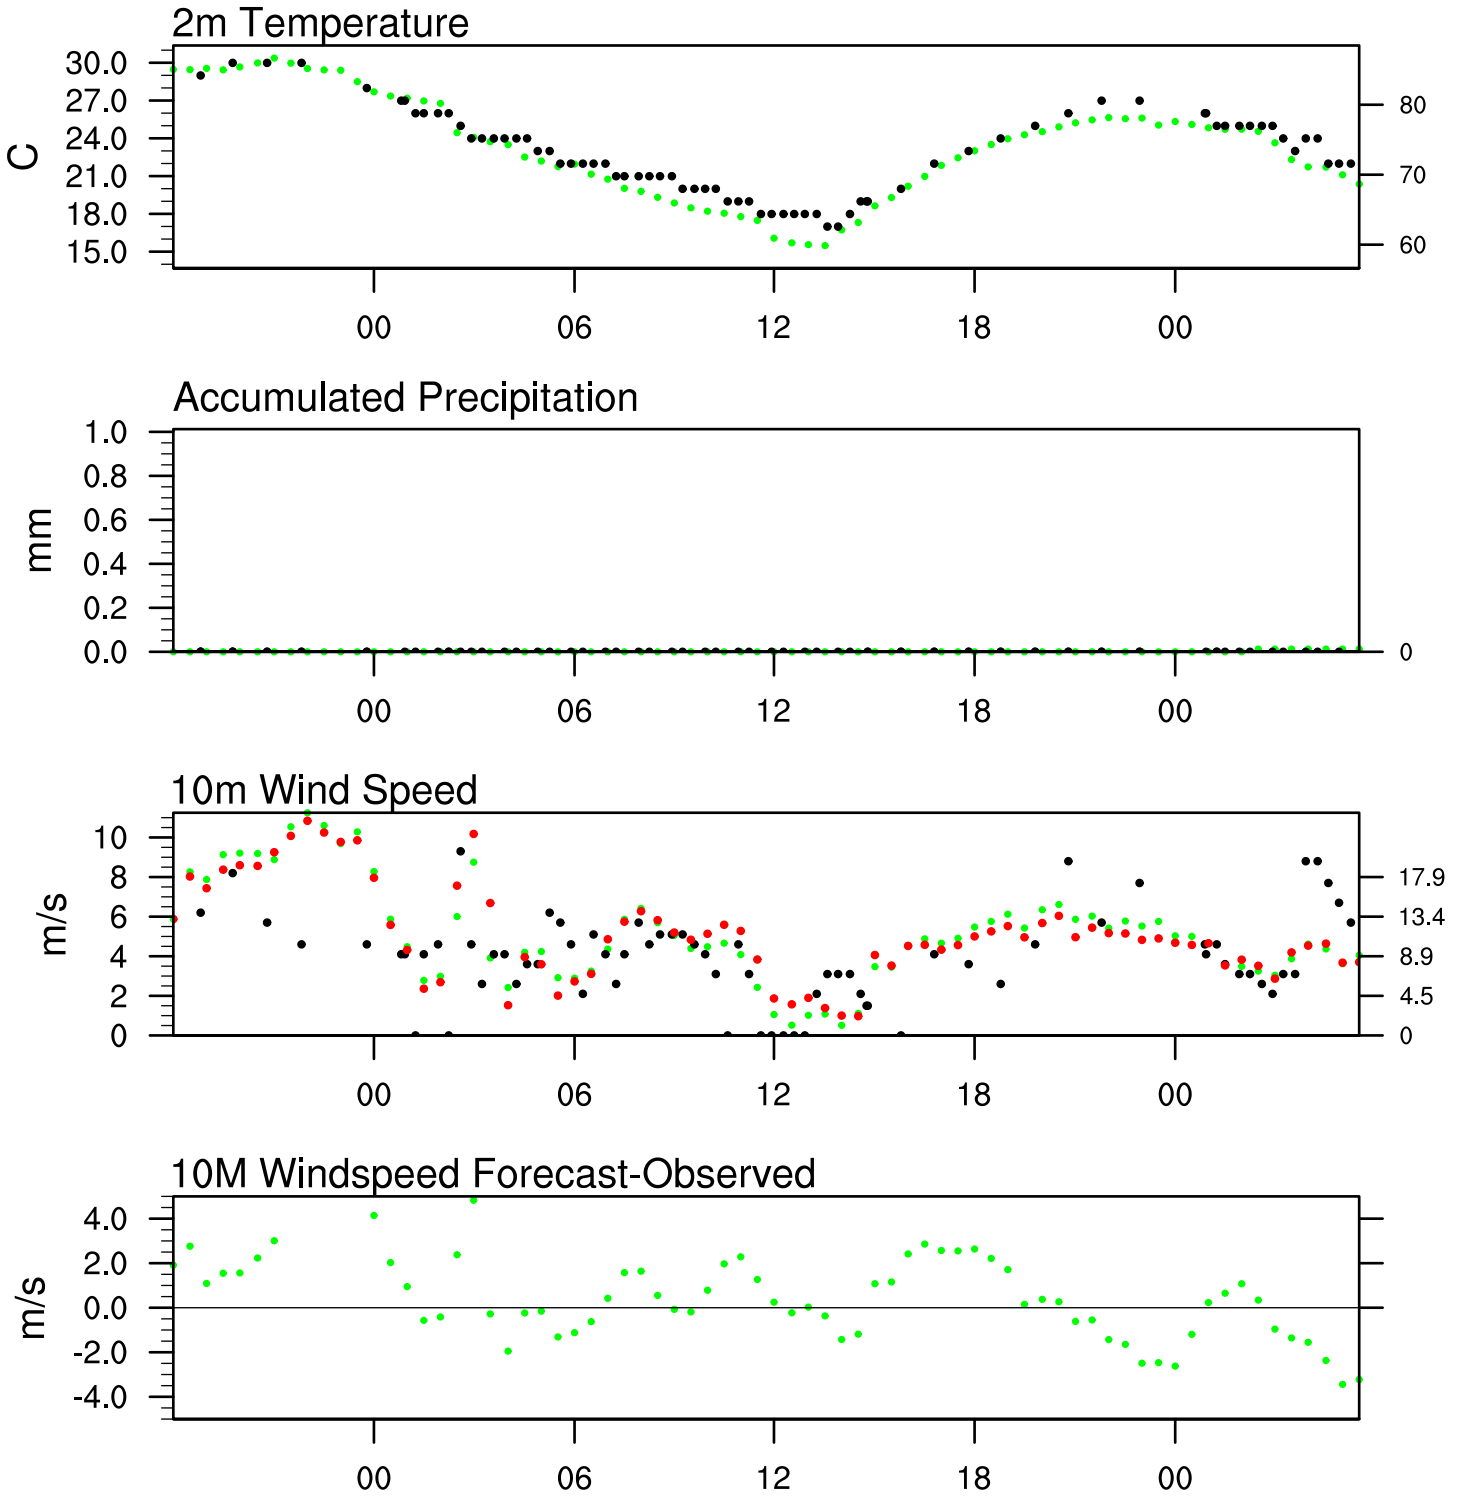 2m Temperature
30.0
27.0
24.0
21.0
18.0
15.0
C
80
70
60
00 06 12 18 00
Accumulated Precipitation
1.0
0.8
0.6
0.4
0.2
0.0
mm
0
00 06 12 18 00
10m Wind Speed
10
8
6
4
2
0
m/s
17.9
13.4
8.9
4.5
0
00 06 12 18 00
10M Windspeed Forecast-Observed
4.0
2.0
0.0
-2.0
-4.0
m/s
00 06 12 18 00